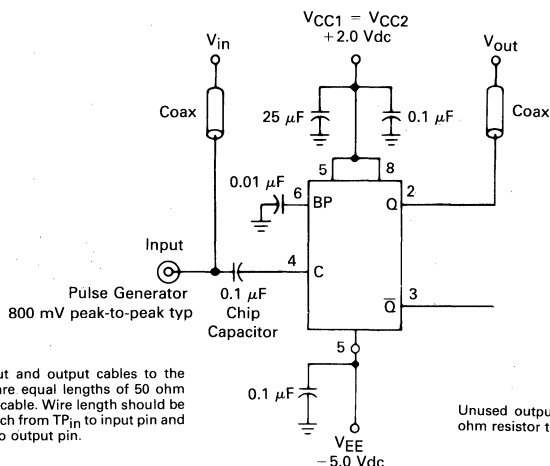 VCC1 = VCC2
+2.0 Vdc
Vin
Vout
Coax
25 μF
0.1 μF
Coax
5
8
0.01 μF
6
BP
Q
2
Input
4
C
Pulse Generator
800 mV peak-to-peak typ
0.1 μF
Chip
Capacitor
Q̅
3
5
ut and output cables to the
are equal lengths of 50 ohm
cable. Wire length should be
ch from TPin to input pin and
o output pin.
0.1 μF
VEE
−5.0 Vdc
Unused outpu
ohm resistor t